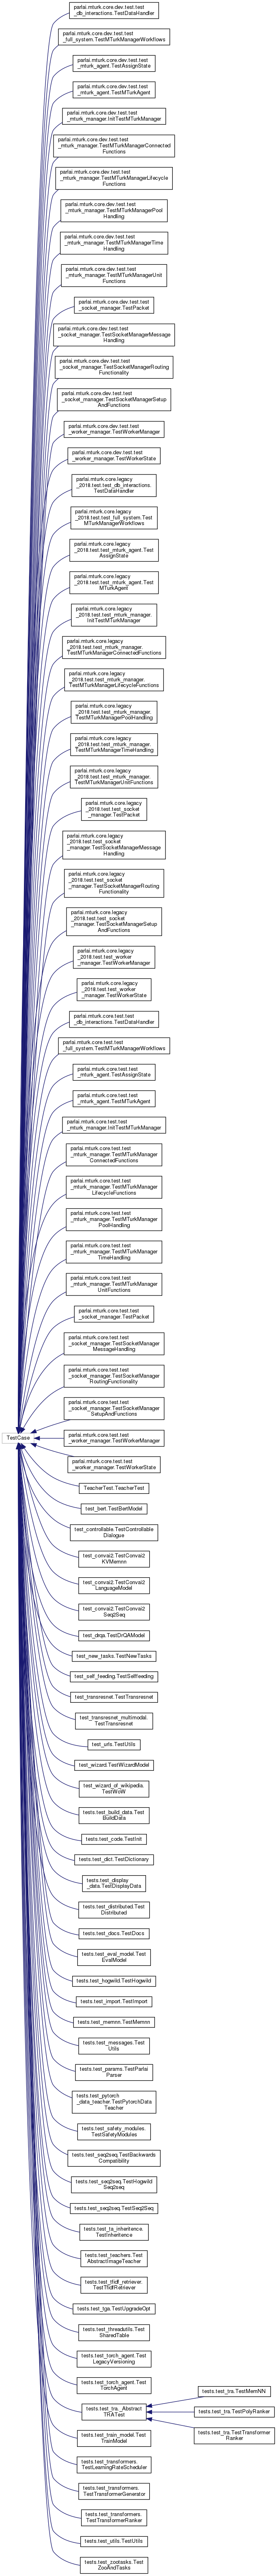 parlai.mturk.core.dev.test.test
_db_interactions.TestDataHandler
parlai.mturk.core.dev.test.test
_full_system.TestMTurkManagerWorkflows
parlai.mturk.core.dev.test.test
_mturk_agent.TestAssignState
parlai.mturk.core.dev.test.test
_mturk_agent.TestMTurkAgent
parlai.mturk.core.dev.test.test
_mturk_manager.InitTestMTurkManager
parlai.mturk.core.dev.test.test
_mturk_manager.TestMTurkManagerConnected
Functions
parlai.mturk.core.dev.test.test
_mturk_manager.TestMTurkManagerLifecycle
Functions
parlai.mturk.core.dev.test.test
_mturk_manager.TestMTurkManagerPool
Handling
parlai.mturk.core.dev.test.test
_mturk_manager.TestMTurkManagerTime
Handling
parlai.mturk.core.dev.test.test
_mturk_manager.TestMTurkManagerUnit
Functions
parlai.mturk.core.dev.test.test
_socket_manager.TestPacket
parlai.mturk.core.dev.test.test
_socket_manager.TestSocketManagerMessage
Handling
parlai.mturk.core.dev.test.test
_socket_manager.TestSocketManagerRouting
Functionality
parlai.mturk.core.dev.test.test
_socket_manager.TestSocketManagerSetup
AndFunctions
parlai.mturk.core.dev.test.test
_worker_manager.TestWorkerManager
parlai.mturk.core.dev.test.test
_worker_manager.TestWorkerState
parlai.mturk.core.legacy
_2018.test.test_db_interactions.
TestDataHandler
parlai.mturk.core.legacy
_2018.test.test_full_system.Test
MTurkManagerWorkflows
parlai.mturk.core.legacy
_2018.test.test_mturk_agent.Test
AssignState
parlai.mturk.core.legacy
_2018.test.test_mturk_agent.Test
MTurkAgent
parlai.mturk.core.legacy
_2018.test.test_mturk_manager.
InitTestMTurkManager
parlai.mturk.core.legacy
_2018.test.test_mturk_manager.
TestMTurkManagerConnectedFunctions
parlai.mturk.core.legacy
_2018.test.test_mturk_manager.
TestMTurkManagerLifecycleFunctions
parlai.mturk.core.legacy
_2018.test.test_mturk_manager.
TestMTurkManagerPoolHandling
parlai.mturk.core.legacy
_2018.test.test_mturk_manager.
TestMTurkManagerTimeHandling
parlai.mturk.core.legacy
_2018.test.test_mturk_manager.
TestMTurkManagerUnitFunctions
parlai.mturk.core.legacy
_2018.test.test_socket
_manager.TestPacket
parlai.mturk.core.legacy
_2018.test.test_socket
_manager.TestSocketManagerMessage
Handling
parlai.mturk.core.legacy
_2018.test.test_socket
_manager.TestSocketManagerRouting
Functionality
parlai.mturk.core.legacy
_2018.test.test_socket
_manager.TestSocketManagerSetup
AndFunctions
parlai.mturk.core.legacy
_2018.test.test_worker
_manager.TestWorkerManager
parlai.mturk.core.legacy
_2018.test.test_worker
_manager.TestWorkerState
parlai.mturk.core.test.test
_db_interactions.TestDataHandler
parlai.mturk.core.test.test
_full_system.TestMTurkManagerWorkflows
parlai.mturk.core.test.test
_mturk_agent.TestAssignState
parlai.mturk.core.test.test
_mturk_agent.TestMTurkAgent
parlai.mturk.core.test.test
_mturk_manager.InitTestMTurkManager
parlai.mturk.core.test.test
_mturk_manager.TestMTurkManager
ConnectedFunctions
parlai.mturk.core.test.test
_mturk_manager.TestMTurkManager
LifecycleFunctions
parlai.mturk.core.test.test
_mturk_manager.TestMTurkManager
PoolHandling
parlai.mturk.core.test.test
_mturk_manager.TestMTurkManager
TimeHandling
parlai.mturk.core.test.test
_mturk_manager.TestMTurkManager
UnitFunctions
parlai.mturk.core.test.test
_socket_manager.TestPacket
parlai.mturk.core.test.test
_socket_manager.TestSocketManager
MessageHandling
parlai.mturk.core.test.test
_socket_manager.TestSocketManager
RoutingFunctionality
parlai.mturk.core.test.test
_socket_manager.TestSocketManager
SetupAndFunctions
TestCase
parlai.mturk.core.test.test
_worker_manager.TestWorkerManager
parlai.mturk.core.test.test
_worker_manager.TestWorkerState
TeacherTest.TeacherTest
test_bert.TestBertModel
test_controllable.TestControllable
Dialogue
test_convai2.TestConvai2
KVMemnn
test_convai2.TestConvai2
LanguageModel
test_convai2.TestConvai2
Seq2Seq
test_drqa.TestDrQAModel
test_new_tasks.TestNewTasks
test_self_feeding.TestSelffeeding
test_transresnet.TestTransresnet
test_transresnet_multimodal.
TestTransresnet
test_urls.TestUtils
test_wizard.TestWizardModel
test_wizard_of_wikipedia.
TestWoW
tests.test_build_data.Test
BuildData
tests.test_code.TestInit
tests.test_dict.TestDictionary
tests.test_display
_data.TestDisplayData
tests.test_distributed.Test
Distributed
tests.test_docs.TestDocs
tests.test_eval_model.Test
EvalModel
tests.test_hogwild.TestHogwild
tests.test_import.TestImport
tests.test_memnn.TestMemnn
tests.test_messages.Test
Utils
tests.test_params.TestParlai
Parser
tests.test_pytorch
_data_teacher.TestPytorchData
Teacher
tests.test_safety_modules.
TestSafetyModules
tests.test_seq2seq.TestBackwards
Compatibility
tests.test_seq2seq.TestHogwild
Seq2seq
tests.test_seq2seq.TestSeq2Seq
tests.test_ta_inheritence.
TestInheritence
tests.test_teachers.Test
AbstractImageTeacher
tests.test_tfidf_retriever.
TestTfidfRetriever
tests.test_tga.TestUpgradeOpt
tests.test_threadutils.Test
SharedTable
tests.test_torch_agent.Test
LegacyVersioning
tests.test_torch_agent.Test
TorchAgent
tests.test_tra._Abstract
TRATest
tests.test_tra.TestMemNN
tests.test_tra.TestPolyRanker
tests.test_tra.TestTransformer
Ranker
tests.test_train_model.Test
TrainModel
tests.test_transformers.
TestLearningRateScheduler
tests.test_transformers.
TestTransformerGenerator
tests.test_transformers.
TestTransformerRanker
tests.test_utils.TestUtils
tests.test_zootasks.Test
ZooAndTasks